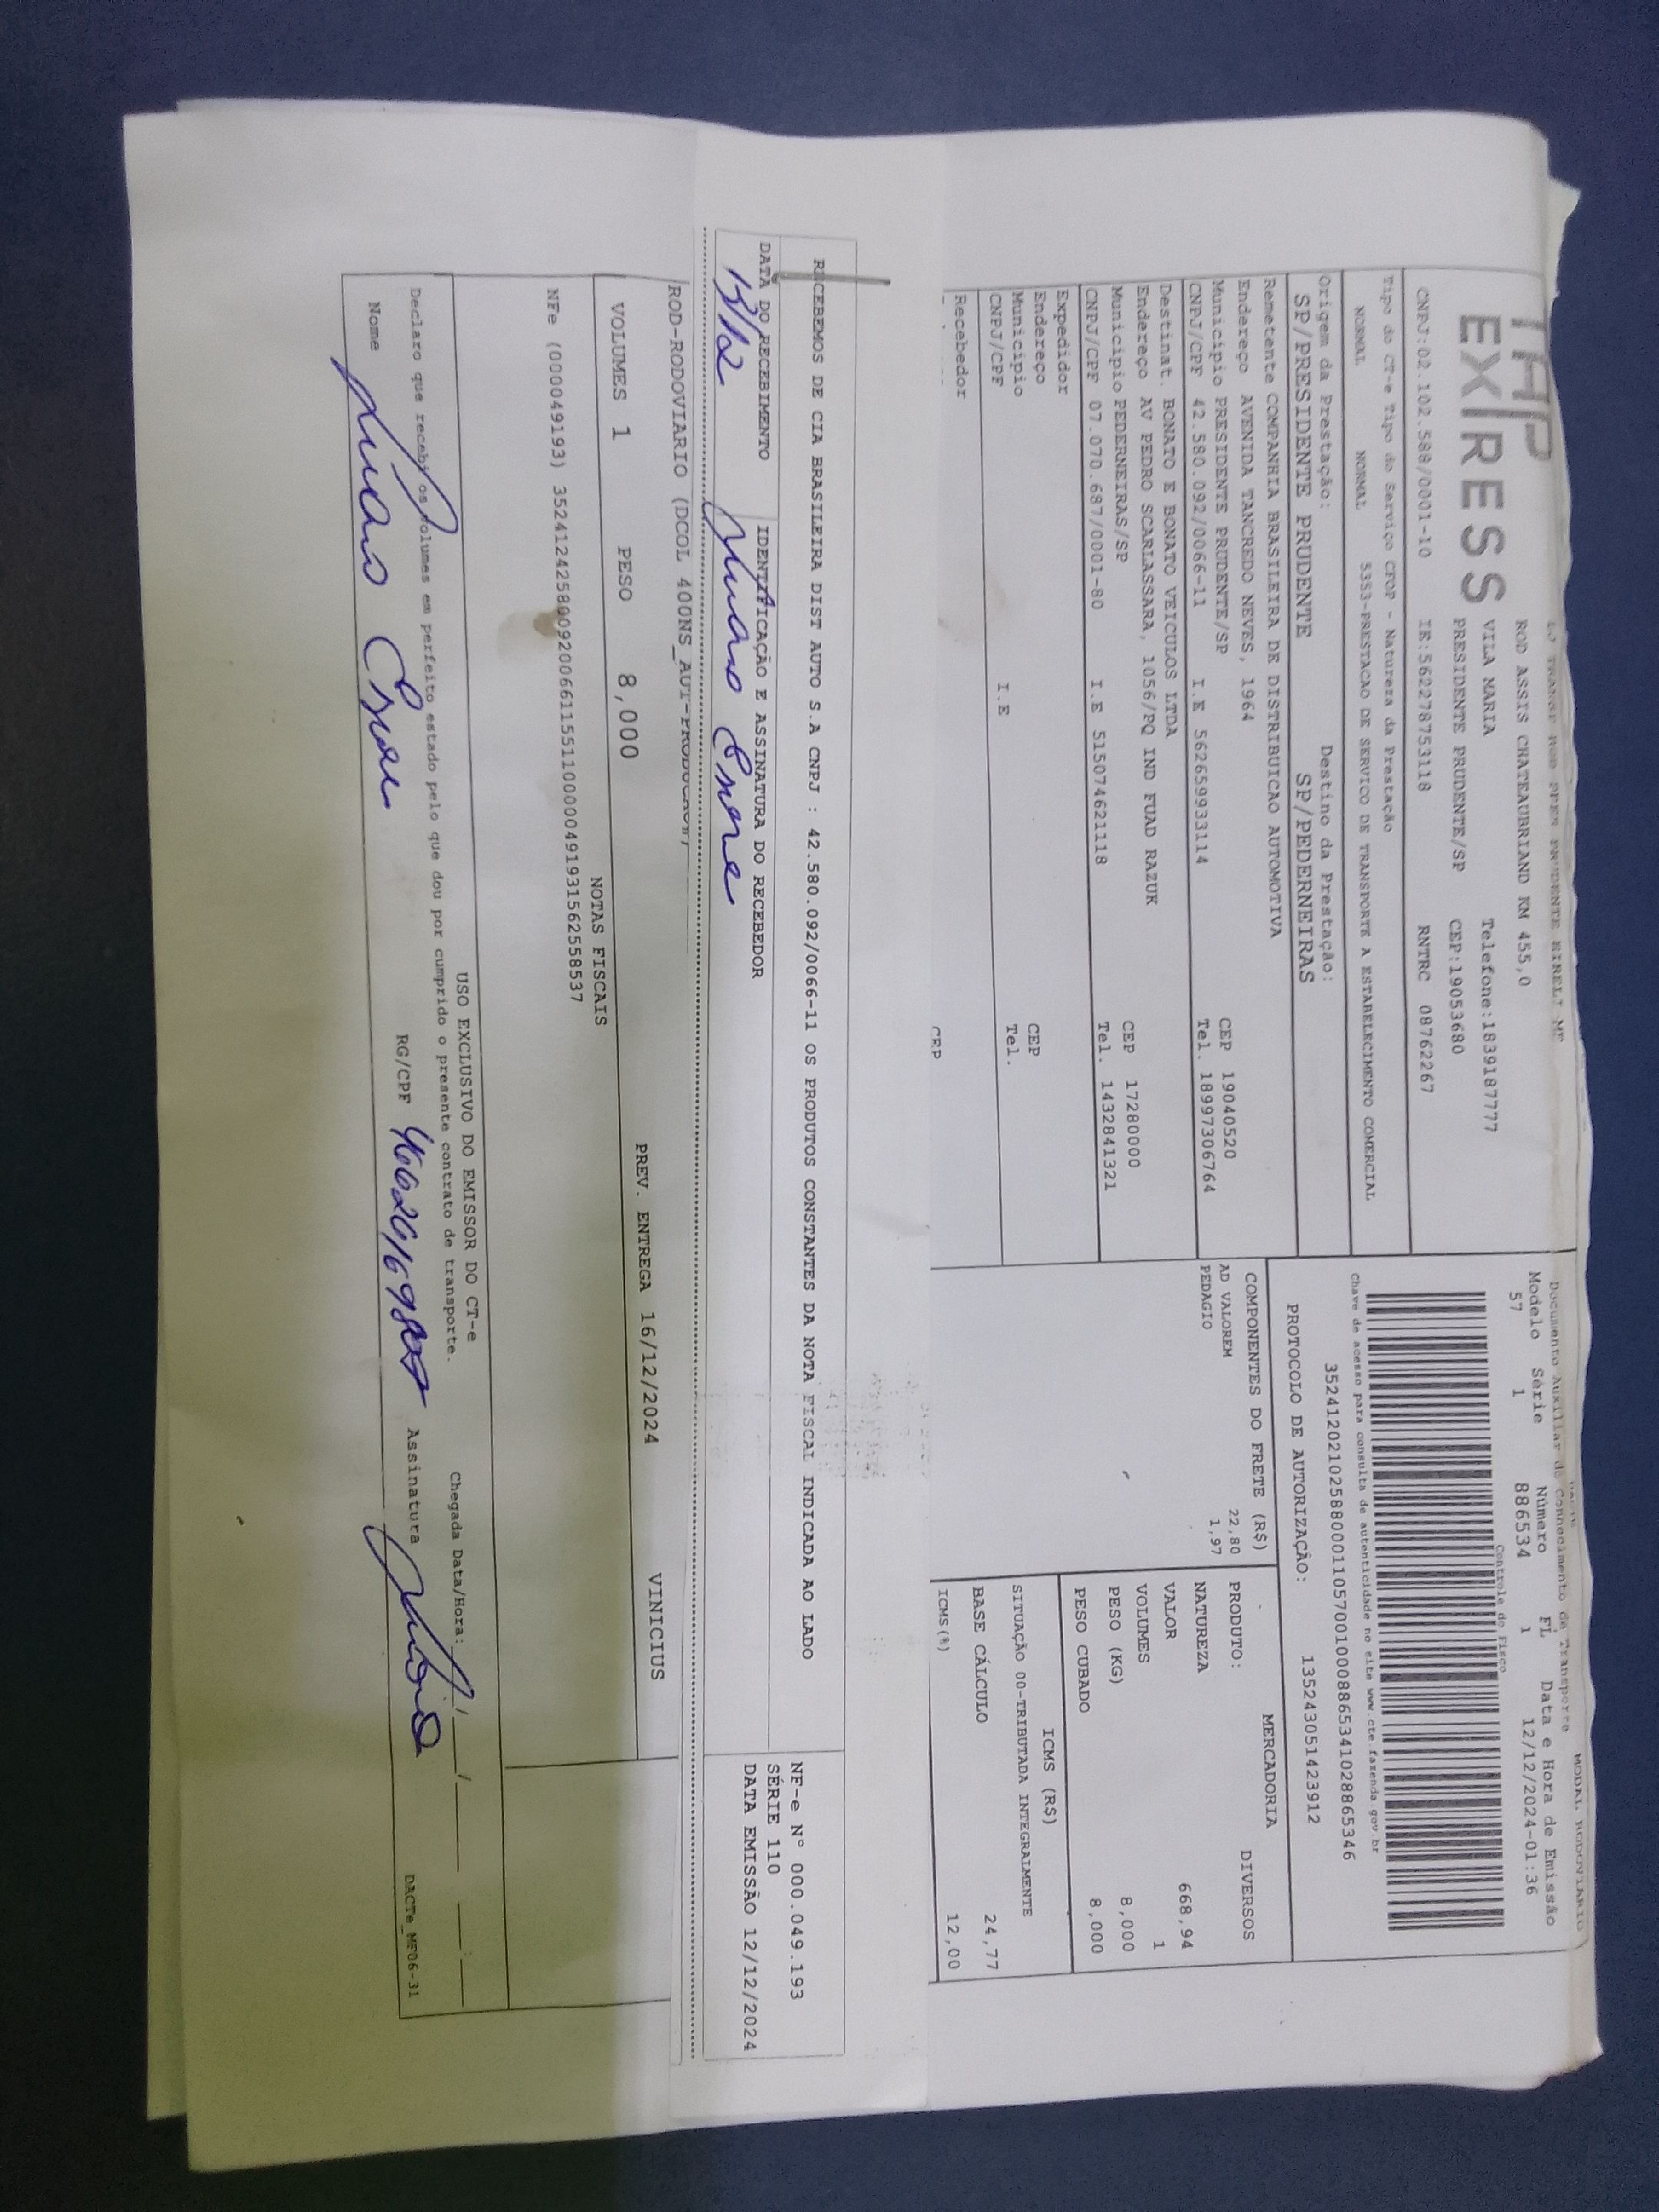 EXPRESS
ROD ASSIS CHATEAUBRIAND KM 455,0
VILA MARIA Telefone:1839187777
PRESIDENTE PRUDENTE/SP CEP:19053680
CNPJ:02.102.588/0001-10 IE:562278753118 RNTRC 08762267
Tipo do CT-e Tipo do Serviço CFOP - Natureza da Prestação
NORMAL NORMAL 5353-PRESTACAO DE SERVICO DE TRANSPORTE A ESTABELECIMENTO COMERCIAL
Origem da Prestação: Destino da Prestação:
SP/PRESIDENTE PRUDENTE SP/PEDERNEIRAS
Remetente COMPANHIA BRASILEIRA DE DISTRIBUICAO AUTOMOTIVA
Endereço AVENIDA TANCREDO NEVES, 1964
Município PRESIDENTE PRUDENTE/SP CEP 19040520
CNPJ/CPF 42.580.092/0066-11 I.E 562659933114 Tel. 18997306764
Destinat. BONATO E BONATO VEICULOS LTDA
Endereço AV PEDRO SCARLASSARA, 1056/PQ IND FUAD RAZUK
Município PEDERNEIRAS/SP CEP 17280000
CNPJ/CPF 07.070.687/0001-80 I.E 515074621118 Tel. 1432841321
Expedidor
Endereço
Município CEP
CNPJ/CPF I.E Tel.
Recebedor
CEP
MODAL RODOVIÁRIO
Documento Auxiliar de Conhecimento de Transporte
Modelo Série Número FL Data e Hora de Emissão
57 1 886534 1 12/12/2024-01:36
Controle do Fisco
Chave de acesso para consulta de autenticidade no site www.cte.fazenda.gov.br
35241202102588000110570010008865341028865346
PROTOCOLO DE AUTORIZAÇÃO: 135243051423912
COMPONENTES DO FRETE (R$)
AD VALOREM 22,80
PEDAGIO 1,97
MERCADORIA
PRODUTO: DIVERSOS
NATUREZA
VALOR 668,94
VOLUMES 1
PESO (KG) 8,000
PESO CUBADO 8,000
ICMS (R$)
SITUAÇÃO 00-TRIBUTADA INTEGRALMENTE
BASE CÁLCULO 24,77
ICMS(%) 12,00
RECEBEMOS DE CIA BRASILEIRA DIST AUTO S.A CNPJ : 42.580.092/0066-11 OS PRODUTOS CONSTANTES DA NOTA FISCAL INDICADA AO LADO
DATA DO RECEBIMENTO IDENTIFICAÇÃO E ASSINATURA DO RECEBEDOR
13/12
NF-e Nº 000.049.193
SÉRIE 110
DATA EMISSÃO 12/12/2024
ROD-RODOVIARIO (DCOL 400NS_AUT-PRODUCAO)
VINICIUS
VOLUMES 1 PESO 8,000 PREV. ENTREGA 16/12/2024
NOTAS FISCAIS
NFe (000049193) 35241242580092006611551100000491931562558537
USO EXCLUSIVO DO EMISSOR DO CT-e
Declaro que recebi os volumes em perfeito estado pelo que dou por cumprido o presente contrato de transporte.
Chegada Data/Hora: __/__/__ __:__
Nome RG/CPF Assinatura
DACTe_MF06-31